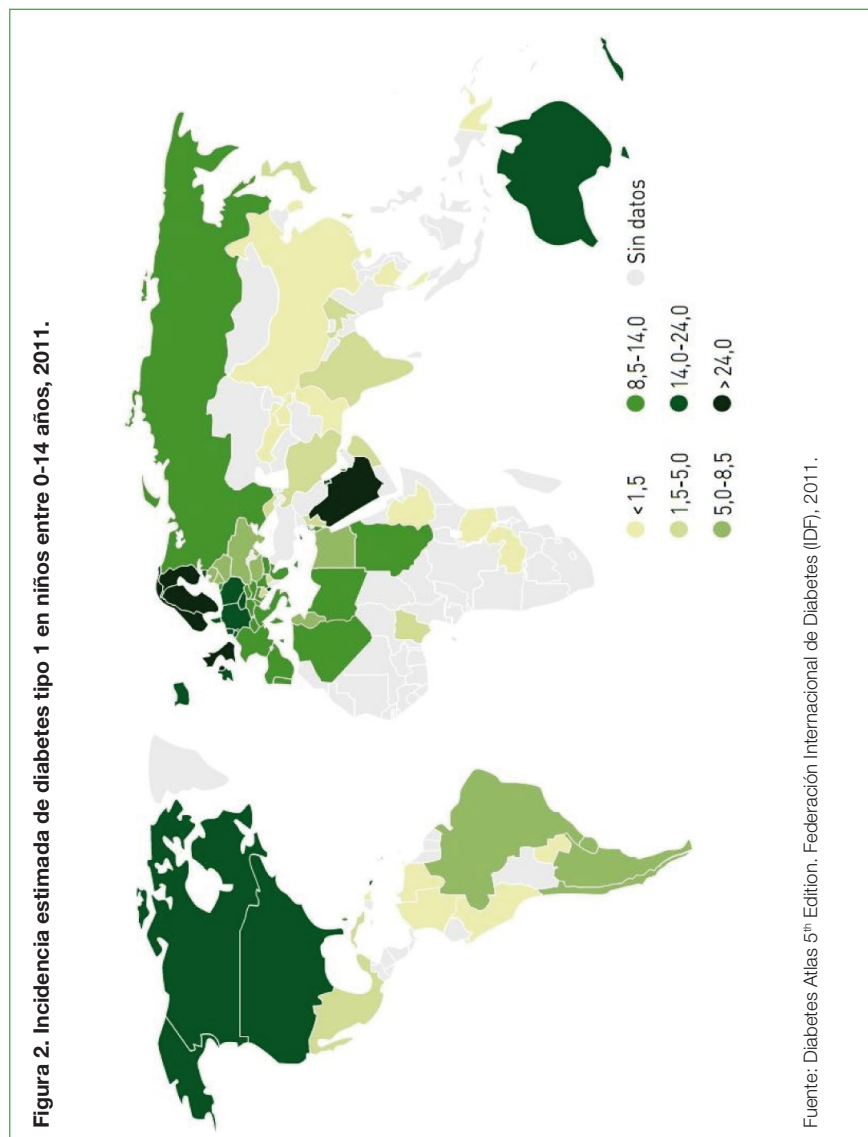 Figura 2. Incidencia estimada de diabetes tipo 1 en niños entre 0-14 años, 2011.
< 1,5
1,5-5,0
5,0-8,5
8,5-14,0
14,0-24,0
> 24,0
Sin datos
Fuente: Diabetes Atlas 5th Edition. Federación Internacional de Diabetes (IDF), 2011.